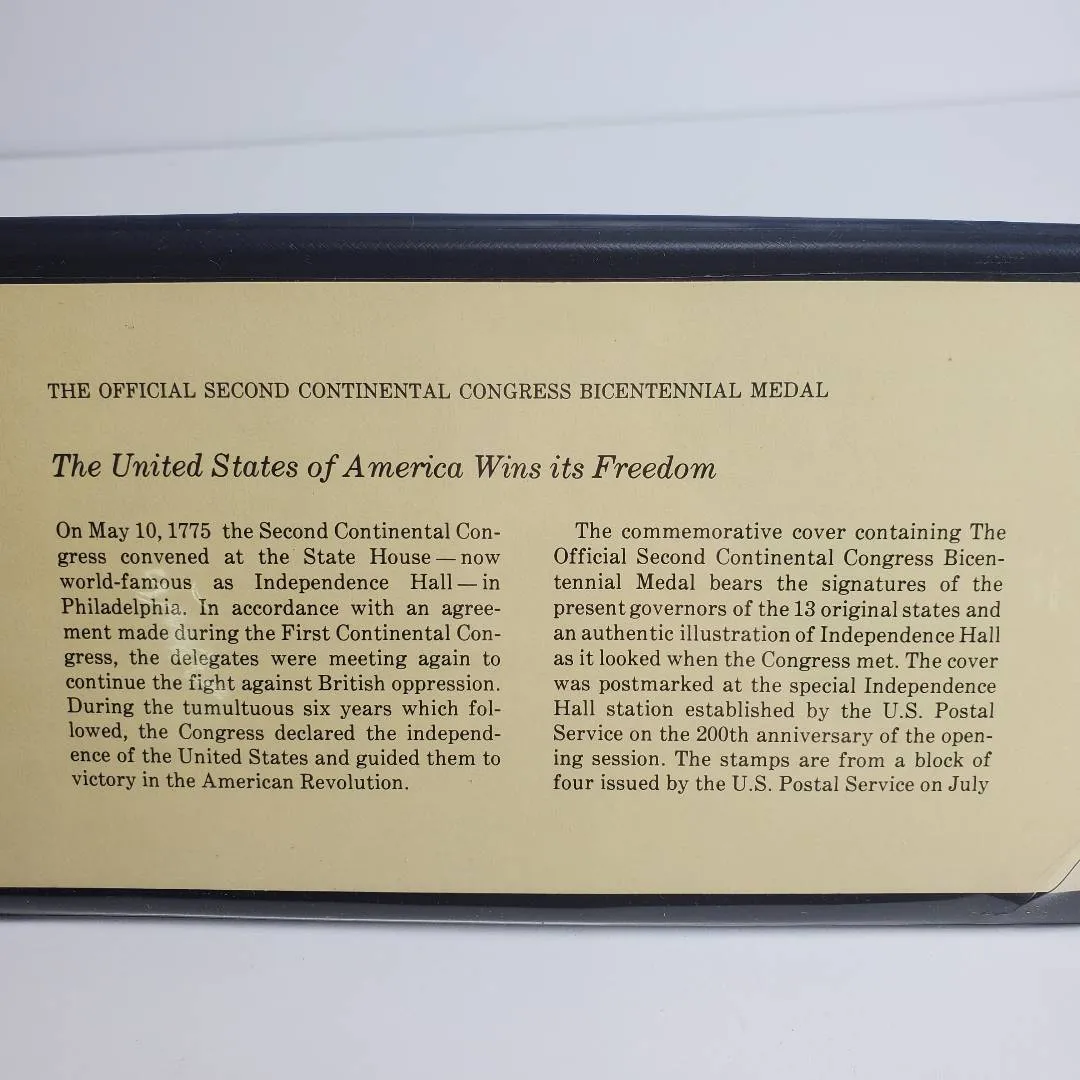 THE OFFICIAL SECOND CONTINENTAL CONGRESS BICENTENNIAL MEDAL
The United States of America Wins its Freedom
On May 10, 1775 the Second Continental Con-
gress convened at the State House — now
world-famous as Independence Hall — in
Philadelphia. In accordance with an agree-
ment made during the First Continental Con-
gress, the delegates were meeting again to
continue the fight against British oppression.
During the tumultuous six years which fol-
lowed, the Congress declared the independ-
ence of the United States and guided them to
victory in the American Revolution.
The commemorative cover containing The
Official Second Continental Congress Bicen-
tennial Medal bears the signatures of the
present governors of the 13 original states and
an authentic illustration of Independence Hall
as it looked when the Congress met. The cover
was postmarked at the special Independence
Hall station established by the U.S. Postal
Service on the 200th anniversary of the open-
ing session. The stamps are from a block of
four issued by the U.S. Postal Service on July